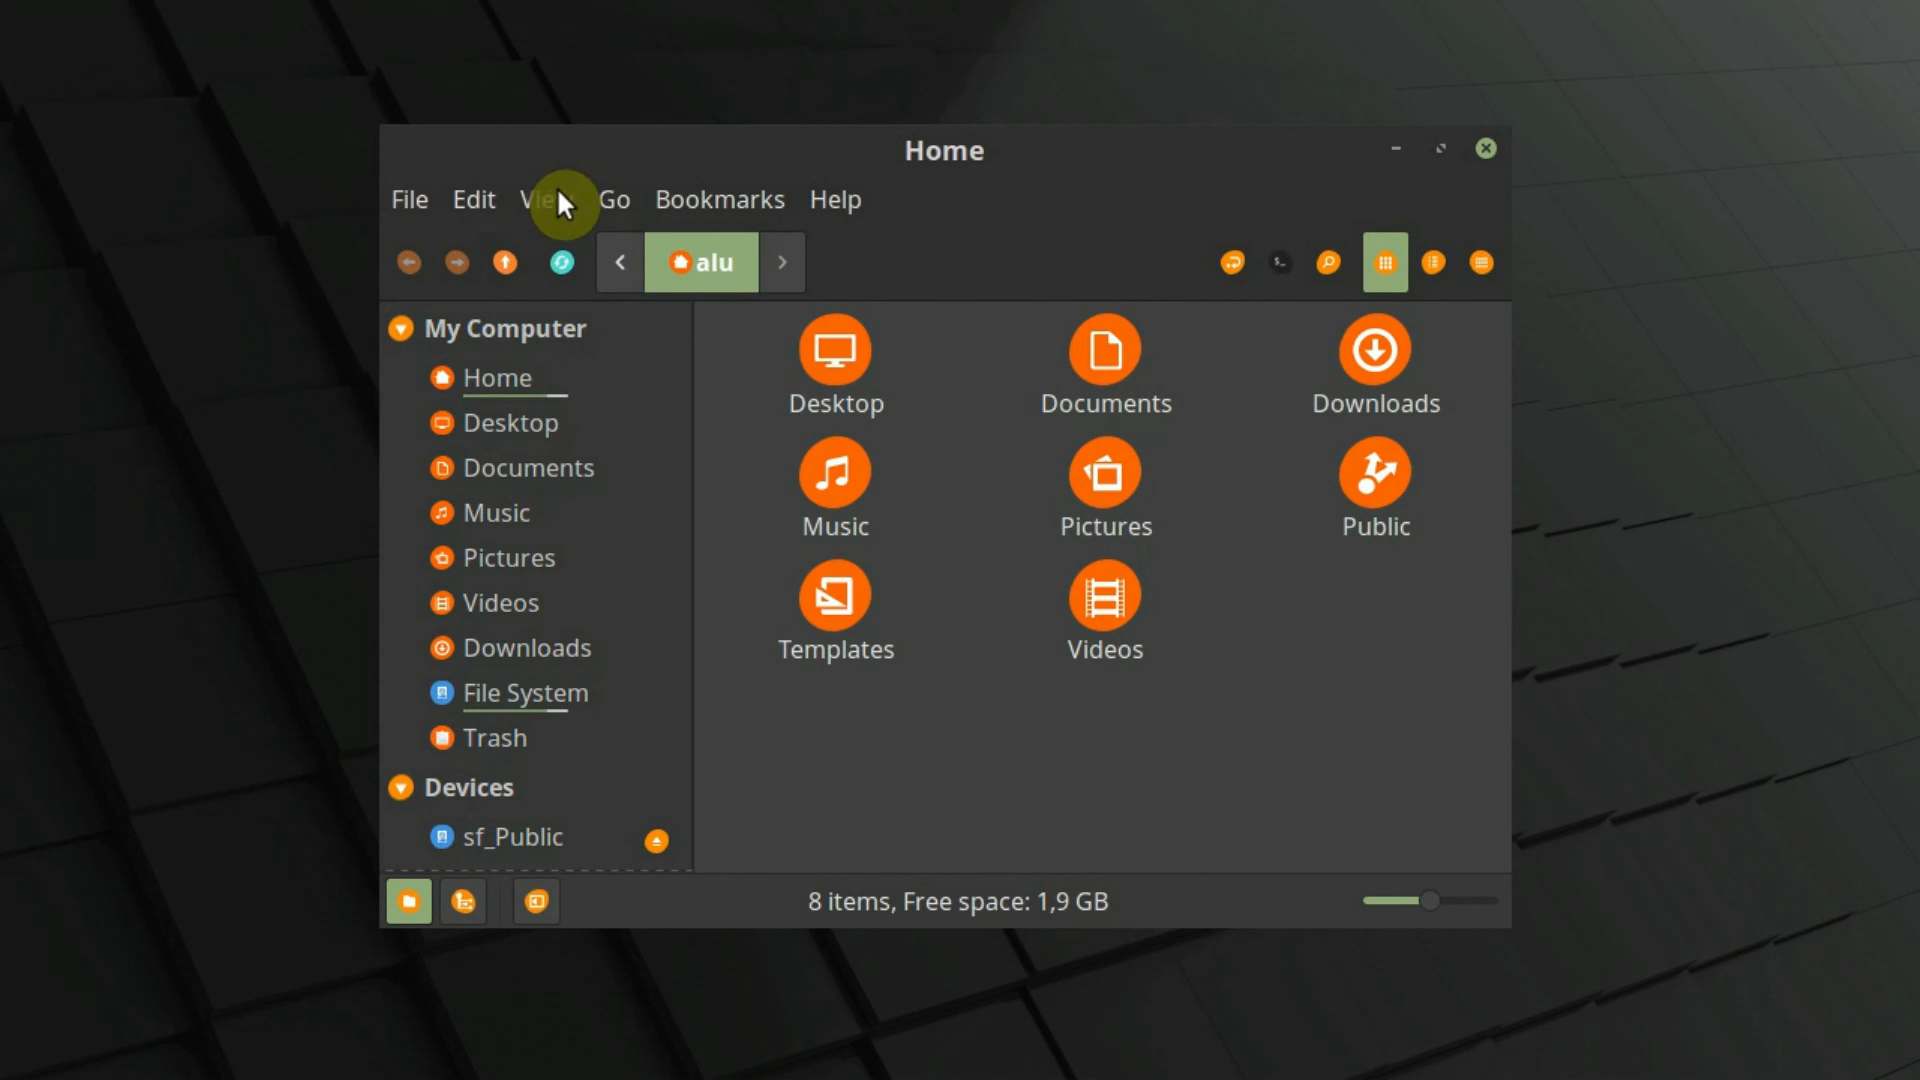 Home
File Edit View Go Bookmarks Help
alu
My Computer
Home
Desktop
Documents
Music
Pictures
Videos
Downloads
File System
Trash
Devices
sf_Public
Desktop Documents Downloads
Music Pictures Public
Templates Videos
8 items, Free space: 1,9 GB